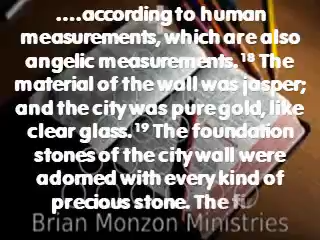 ....according to human
measurements, which are also
angelic measurements. 18 The
material of the wall was jasper;
and the city was pure gold, like
clear glass. 19 The foundation
stones of the city wall were
adorned with every kind of
precious stone. The
Brian Monzon Ministries